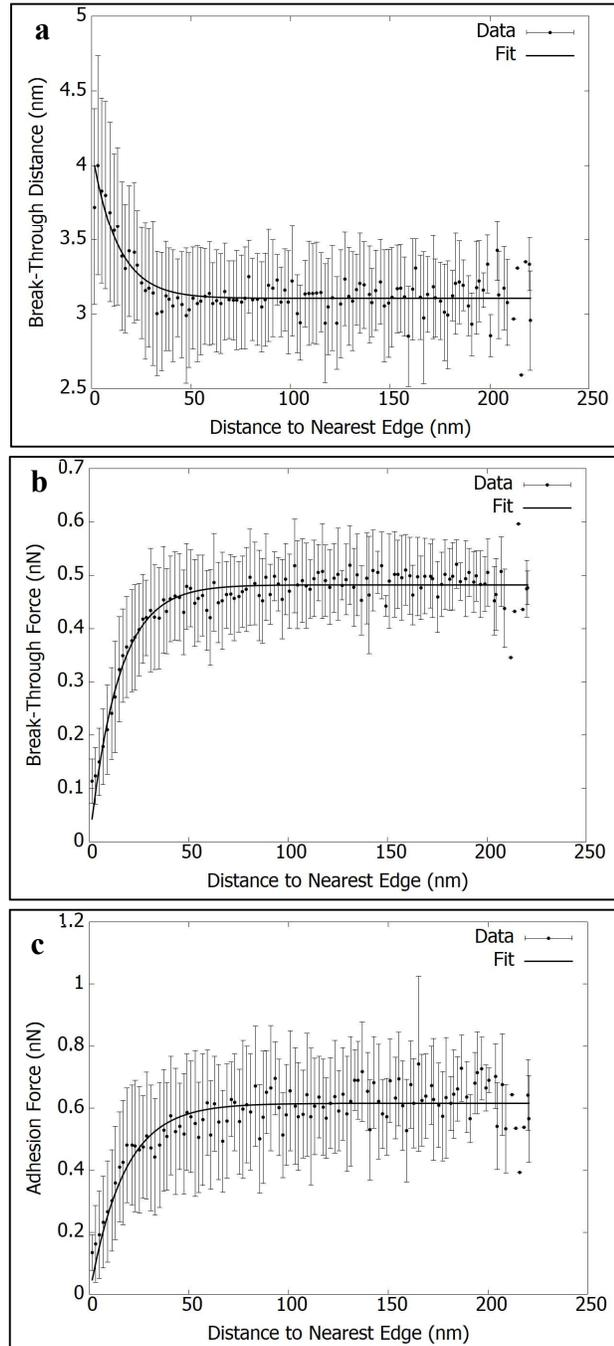 a
5
4.5
4
3.5
3
2.5
Break-Through Distance (nm)
Data
Fit
0 50 100 150 200 250
Distance to Nearest Edge (nm)
b
0.7
0.6
0.5
0.4
0.3
0.2
0.1
0
Break-Through Force (nN)
Data
Fit
0 50 100 150 200 250
Distance to Nearest Edge (nm)
c
1.2
1
0.8
0.6
0.4
0.2
0
Adhesion Force (nN)
Data
Fit
0 50 100 150 200 250
Distance to Nearest Edge (nm)